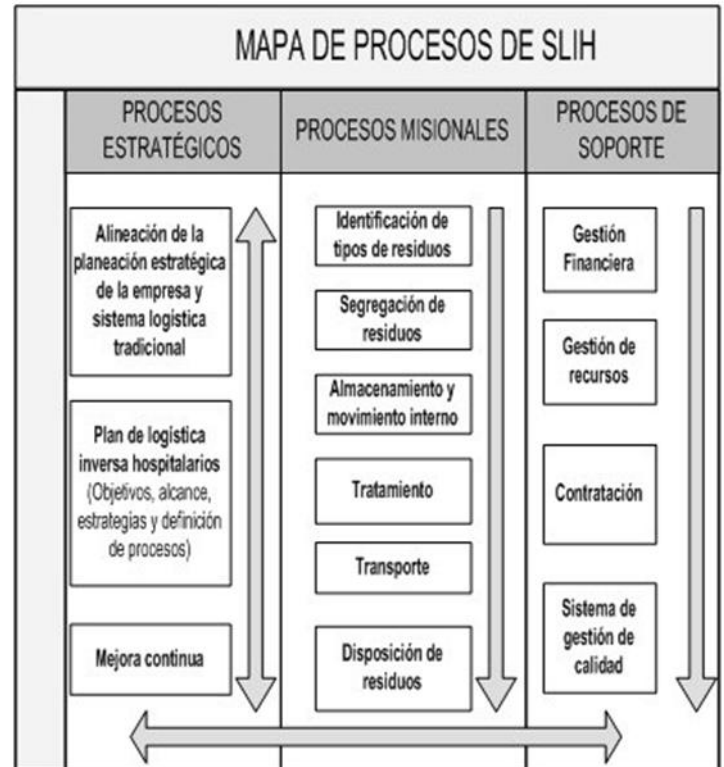 MAPA DE PROCESOS DE SLIH
PROCESOS
ESTRATÉGICOS
PROCESOS MISIONALES
PROCESOS DE
SOPORTE
Alineación de la
planeación estratégica
de la empresa y
sistema logística
tradicional
Plan de logística
inversa hospitalarios
(Objetivos, alcance,
estrategias y definición
de procesos)
Mejora continua
Identificación de
tipos de residuos
Segregación de
residuos
Almacenamiento y
movimiento interno
Tratamiento
Transporte
Disposición de
residuos
Gestión
Financiera
Gestión de
recursos
Contratación
Sistema de
gestión de
calidad